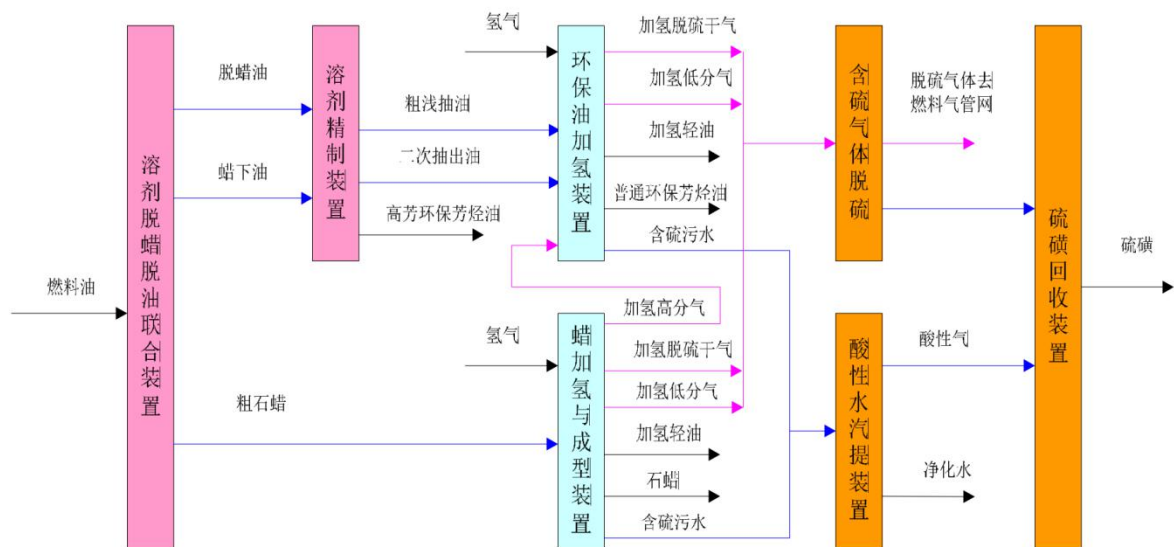 氢气
加氢脱硫干气
脱蜡油
粗浅抽油
加氢低分气
脱硫气体去
燃料气管网
二次抽出油
加氢轻油
蜡下油
高芳环保芳烃油
普通环保芳烃油
含硫污水
硫磺
燃料油
加氢高分气
氢气
加氢脱硫干气
酸性气
粗石蜡
加氢低分气
加氢轻油
石蜡
净化水
含硫污水
溶剂脱蜡脱油联合装置
溶剂精制装置
环保油加氢装置
蜡加氢与成型装置
含硫气体脱硫
酸性水汽提装置
硫磺回收装置